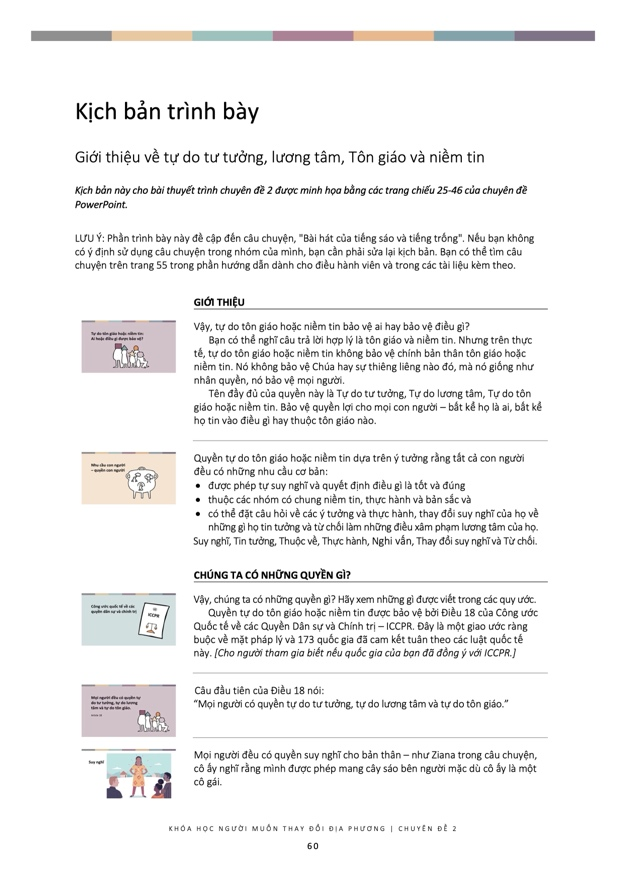 Kịch bản trình bày
Giới thiệu về tự do tư tưởng, lương tâm, Tôn giáo và niềm tin
Kịch bản này cho bài thuyết trình chuyên đề 2 được minh họa bằng các trang chiếu 25-46 của chuyên đề
PowerPoint.
LƯU Ý: Phần trình bày này đề cập đến câu chuyện, "Bài hát của tiếng sáo và tiếng trống". Nếu bạn không
có ý định sử dụng câu chuyện trong nhóm của mình, bạn cần phải sửa lại kịch bản. Bạn có thể tìm câu
chuyện trên trang 55 trong phần hướng dẫn dành cho điều hành viên và trong các tài liệu kèm theo.
GIỚI THIỆU
Tự do tôn giáo hoặc niềm tin:
Ai hoặc điều gì được bảo vệ?
Vậy, tự do tôn giáo hoặc niềm tin bảo vệ ai hay bảo vệ điều gì?
Bạn có thể nghĩ câu trả lời hợp lý là tôn giáo và niềm tin. Nhưng trên thực
tế, tự do tôn giáo hoặc niềm tin không bảo vệ chính bản thân tôn giáo hoặc
niềm tin. Nó không bảo vệ Chúa hay sự thiêng liêng nào đó, mà nó giống như
nhân quyền, nó bảo vệ mọi người.
Tên đầy đủ của quyền này là Tự do tư tưởng, Tự do lương tâm, Tự do tôn
giáo hoặc niềm tin. Bảo vệ quyền lợi cho mọi con người – bất kể họ là ai, bất kể
họ tin vào điều gì hay thuộc tôn giáo nào.
Nhu cầu con người
– quyền con người
Quyền tự do tôn giáo hoặc niềm tin dựa trên ý tưởng rằng tất cả con người
đều có những nhu cầu cơ bản:
• được phép tự suy nghĩ và quyết định điều gì là tốt và đúng
• thuộc các nhóm có chung niềm tin, thực hành và bản sắc và
• có thể đặt câu hỏi về các ý tưởng và thực hành, thay đổi suy nghĩ của họ về
những gì họ tin tưởng và từ chối làm những điều xâm phạm lương tâm của họ.
Suy nghĩ, Tin tưởng, Thuộc về, Thực hành, Nghi vấn, Thay đổi suy nghĩ và Từ chối.
CHÚNG TA CÓ NHỮNG QUYỀN GÌ?
Công ước quốc tế về các
quyền dân sự và chính trị
ICCPR
Vậy, chúng ta có những quyền gì? Hãy xem những gì được viết trong các quy ước.
Quyền tự do tôn giáo hoặc niềm tin được bảo vệ bởi Điều 18 của Công ước
Quốc tế về các Quyền Dân sự và Chính trị – ICCPR. Đây là một giao ước ràng
buộc về mặt pháp lý và 173 quốc gia đã cam kết tuân theo các luật quốc tế
này. [Cho người tham gia biết nếu quốc gia của bạn đã đồng ý với ICCPR.]
Mọi người đều có quyền tự
do tư tưởng, tự do lương
tâm và tự do tôn giáo.
Câu đầu tiên của Điều 18 nói:
“Mọi người có quyền tự do tư tưởng, tự do lương tâm và tự do tôn giáo.”
Suy nghĩ
Mọi người đều có quyền suy nghĩ cho bản thân – như Ziana trong câu chuyện,
cô ấy nghĩ rằng mình được phép mang cây sáo bên người mặc dù cô ấy là một
cô gái.
KHÓA HỌC NGƯỜI MUỐN THAY ĐỔI ĐỊA PHƯƠNG | CHUYÊN ĐỀ 2
60